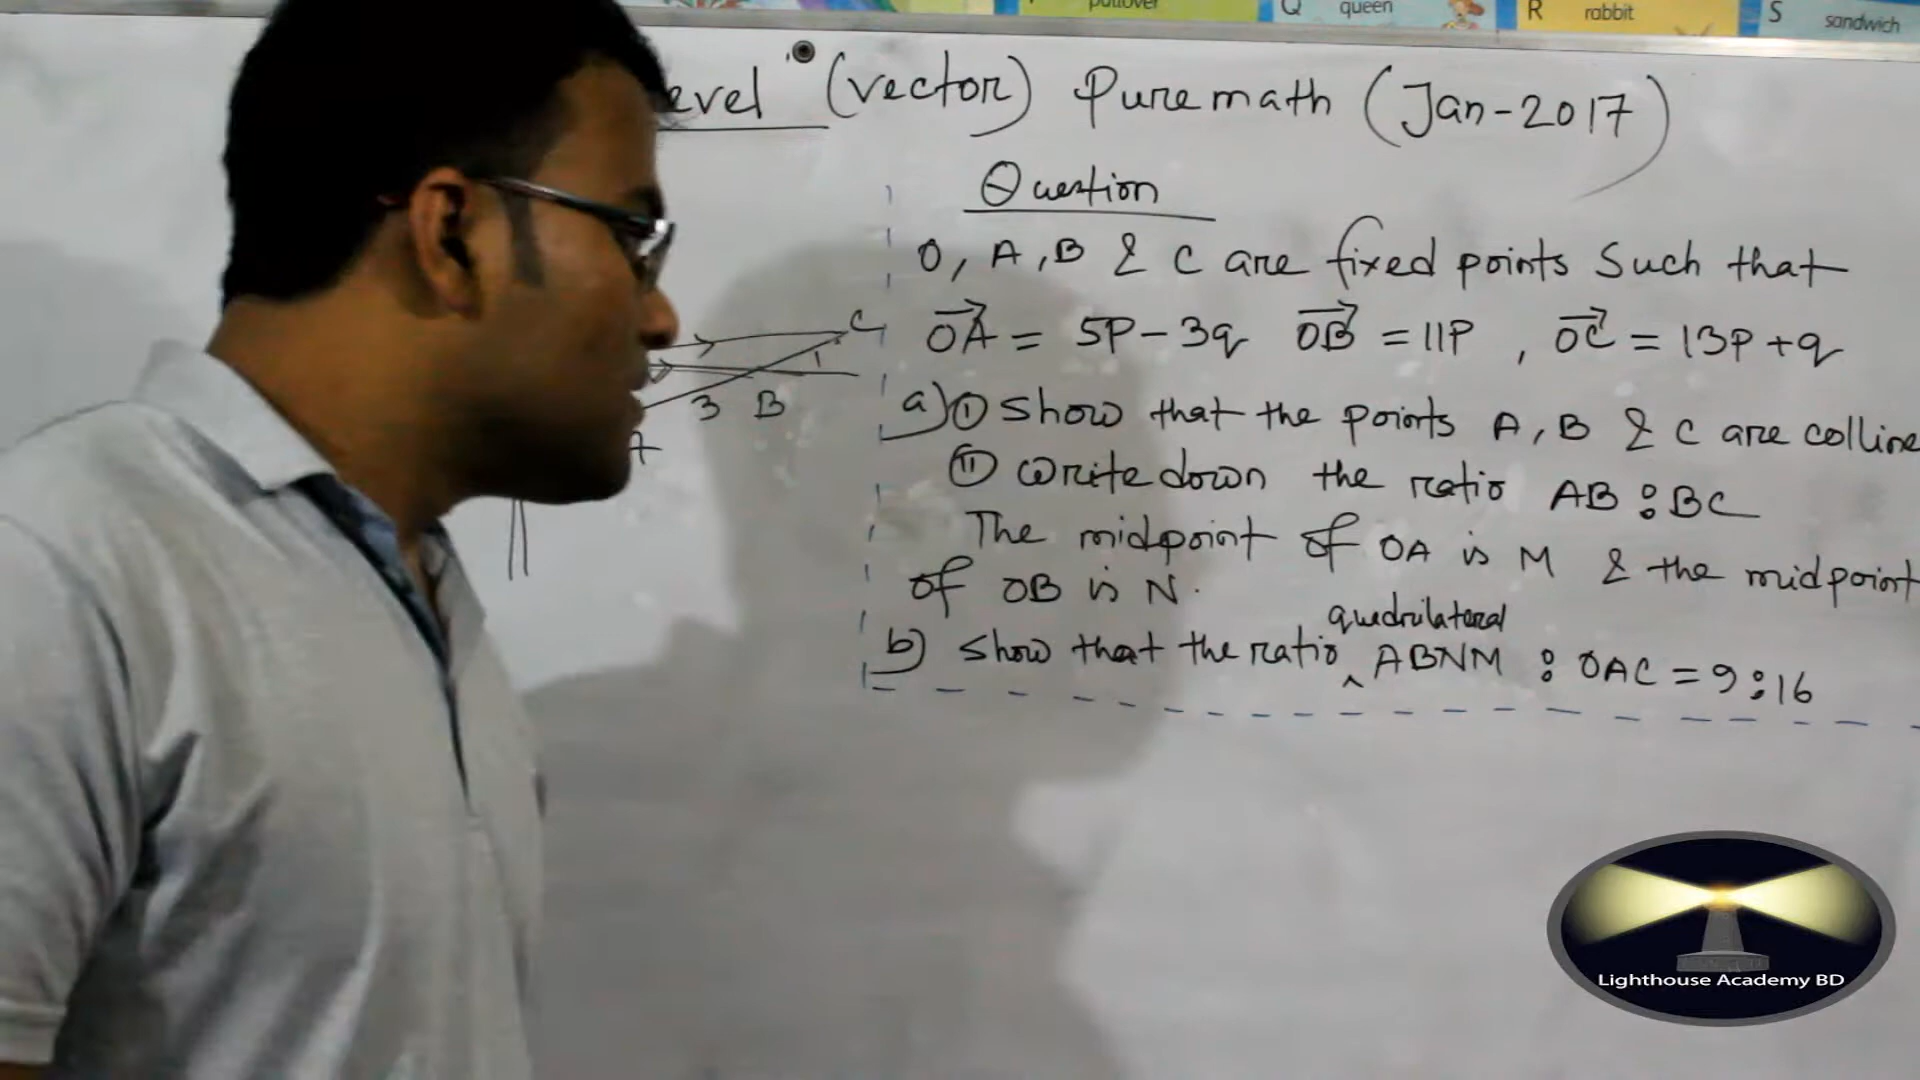 pullover Q queen R rabbit S sandwich
evel (vector) Pure math (Jan-2017)
Question
O, A, B & C are fixed points such that
OA = 5p-3q OB = 11p, OC = 13p+q
a) (i) show that the points A, B & C are colline
(ii) write down the ratio AB : BC
The midpoint of OA is M & the midpoint
of OB is N.
quadrilateral
b) show that the ratio ^ ABNM : OAC = 9:16
C
1
3 B
A
Lighthouse Academy BD